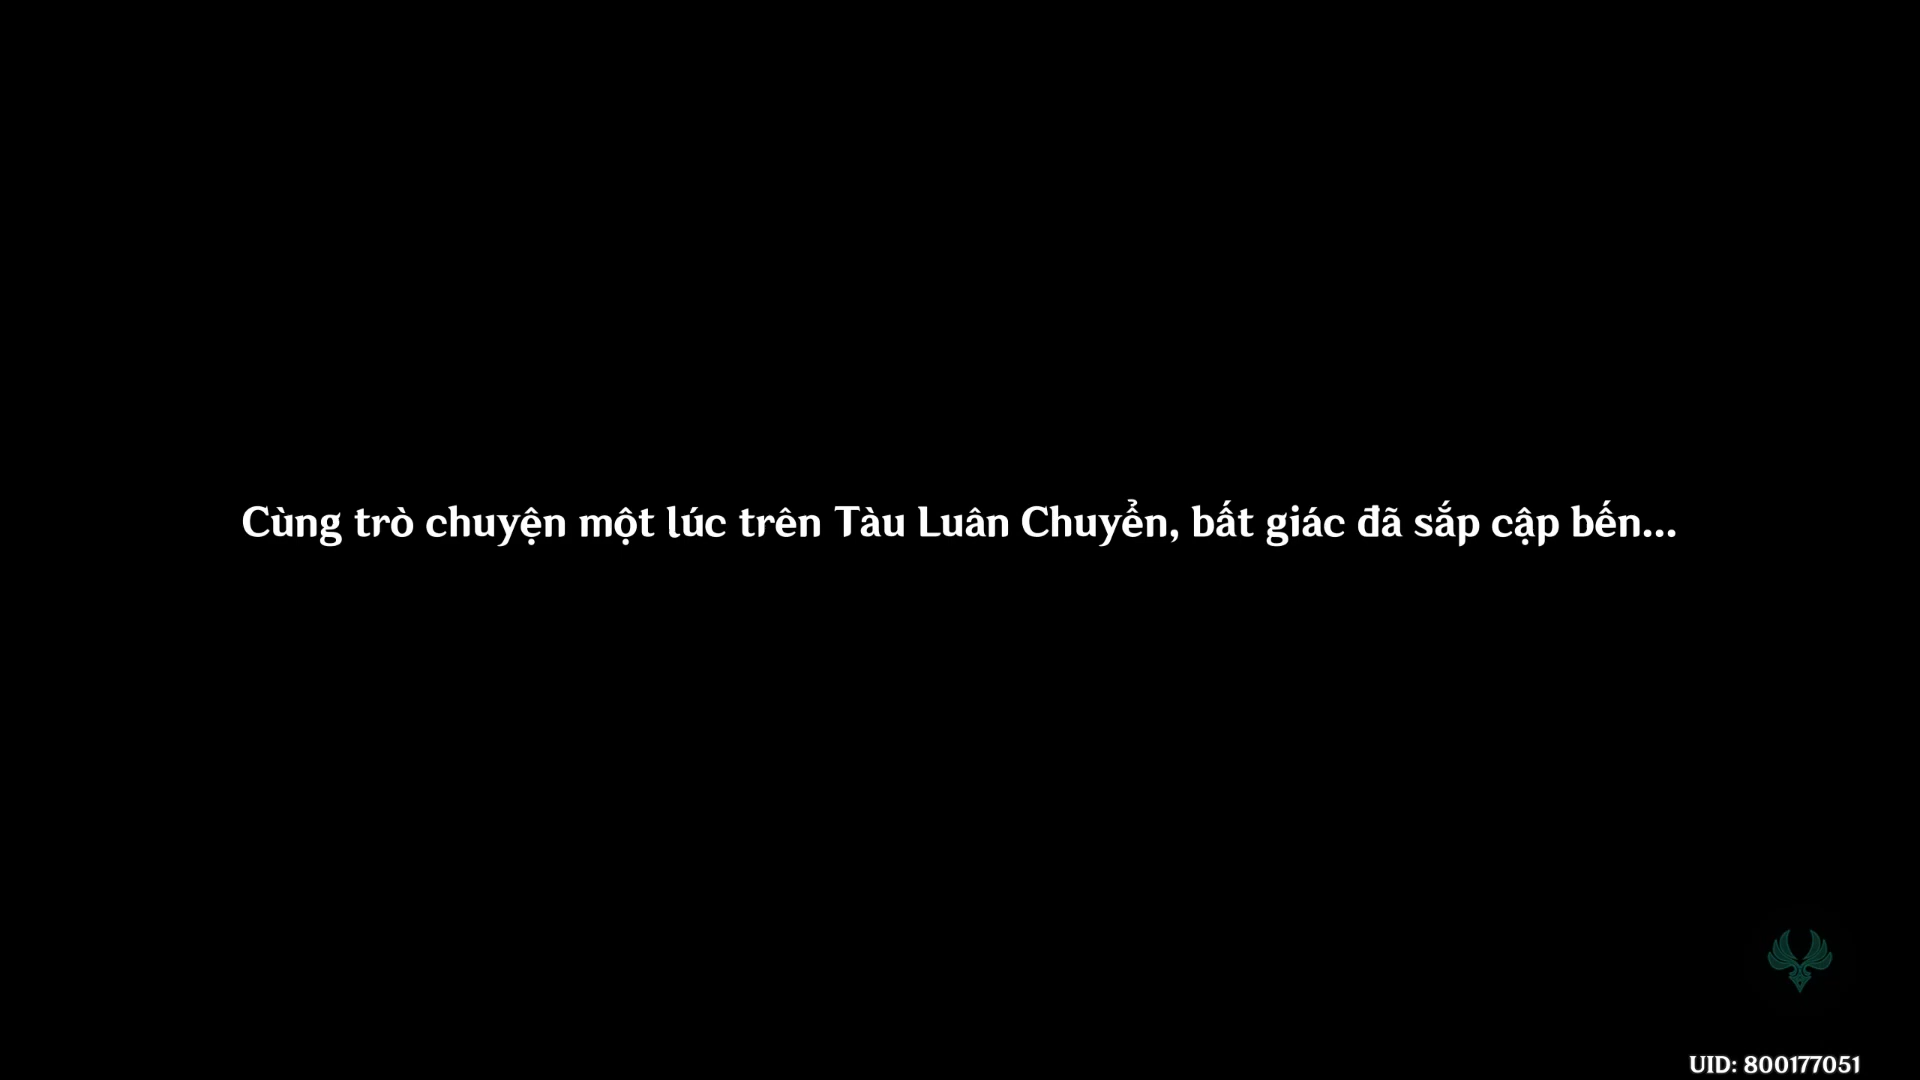 Cùng trò chuyện một lúc trên Tàu Luân Chuyển, bất giác đã sắp cập bến...
UID: 800177051